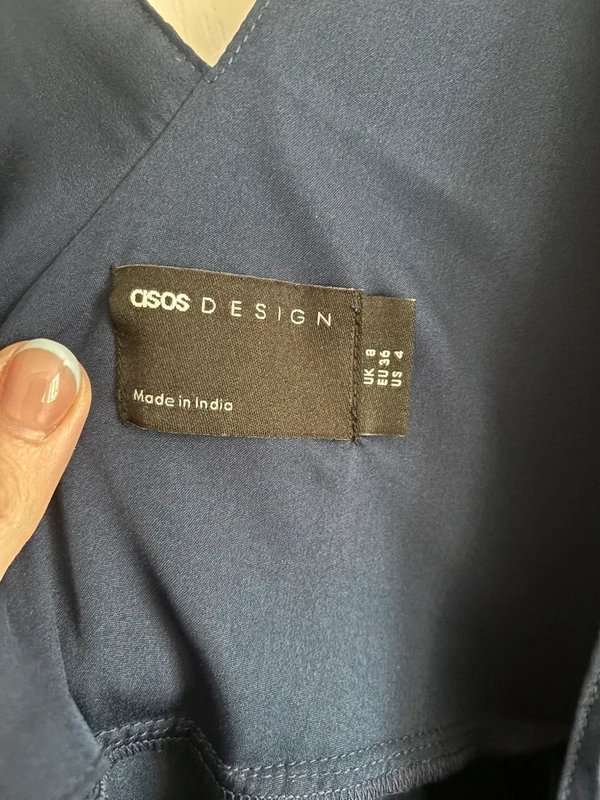 asos DESIGN
Made in India
UK 8
EU 36
US 4